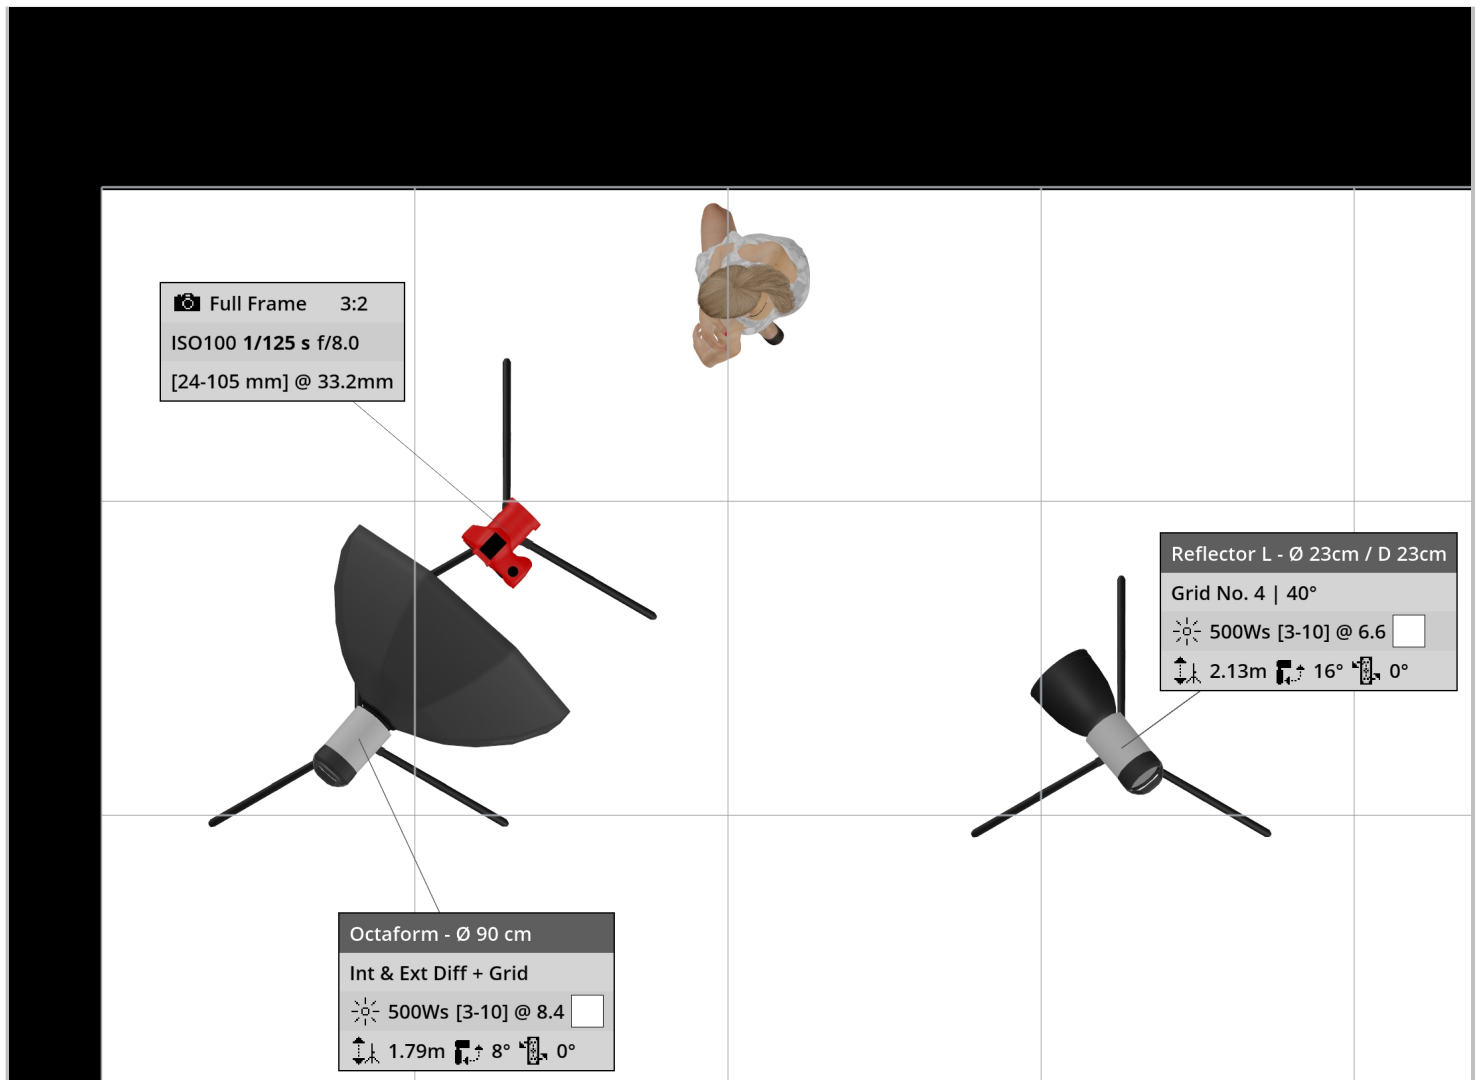 Full Frame 3:2
ISO100 1/125 s f/8.0
[24-105 mm] @ 33.2mm
Reflector L - Ø 23cm / D 23cm
Grid No. 4 | 40°
500Ws [3-10] @ 6.6
2.13m 16° 0°
Octaform - Ø 90 cm
Int & Ext Diff + Grid
500Ws [3-10] @ 8.4
1.79m 8° 0°